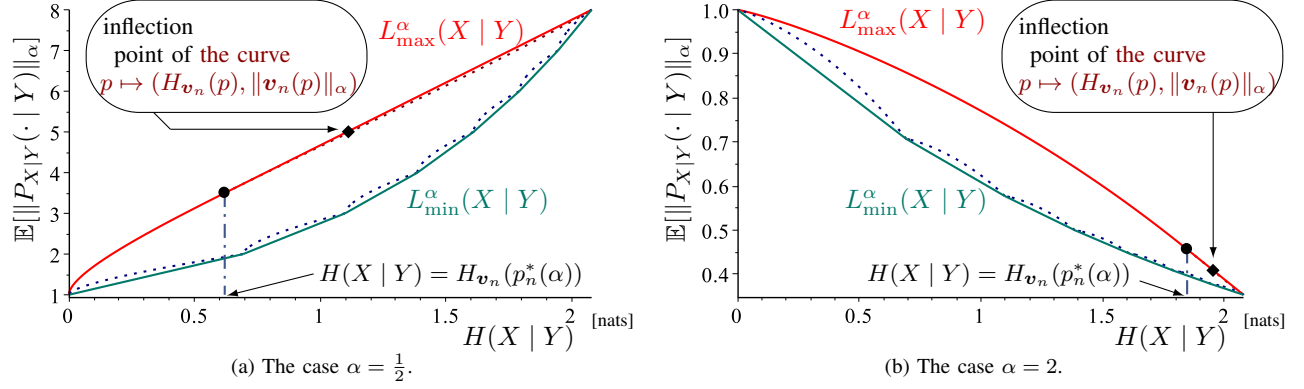 8
7
6
5
4
3
2
1
0
0.5
1
1.5
2
[nats]
𝔼[‖P_{X|Y}(· | Y)‖_α]
H(X | Y)
inflection
point of the curve
p ↦ (H_{𝒗_n}(p), ‖𝒗_n(p)‖_α)
L^α_max(X | Y)
L^α_min(X | Y)
H(X | Y) = H_{𝒗_n}(p*_n(α))
(a) The case α = 1/2.
1.0
0.9
0.8
0.7
0.6
0.5
0.4
0
0.5
1
1.5
2
[nats]
𝔼[‖P_{X|Y}(· | Y)‖_α]
H(X | Y)
L^α_max(X | Y)
inflection
point of the curve
p ↦ (H_{𝒗_n}(p), ‖𝒗_n(p)‖_α)
L^α_min(X | Y)
H(X | Y) = H_{𝒗_n}(p*_n(α))
(b) The case α = 2.